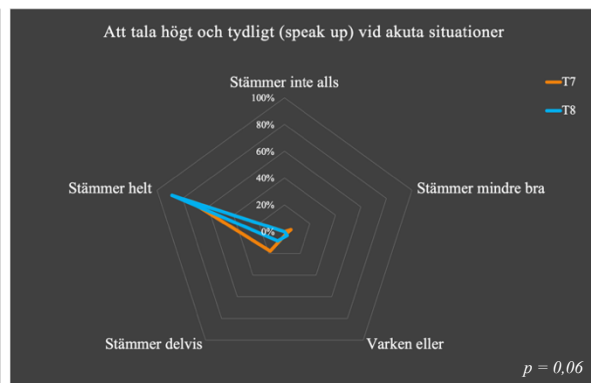 Att tala högt och tydligt (speak up) vid akuta situationer
Stämmer inte alls
100%
80%
60%
40%
20%
0%
T7
T8
Stämmer helt
Stämmer mindre bra
Stämmer delvis
Varken eller
p = 0,06